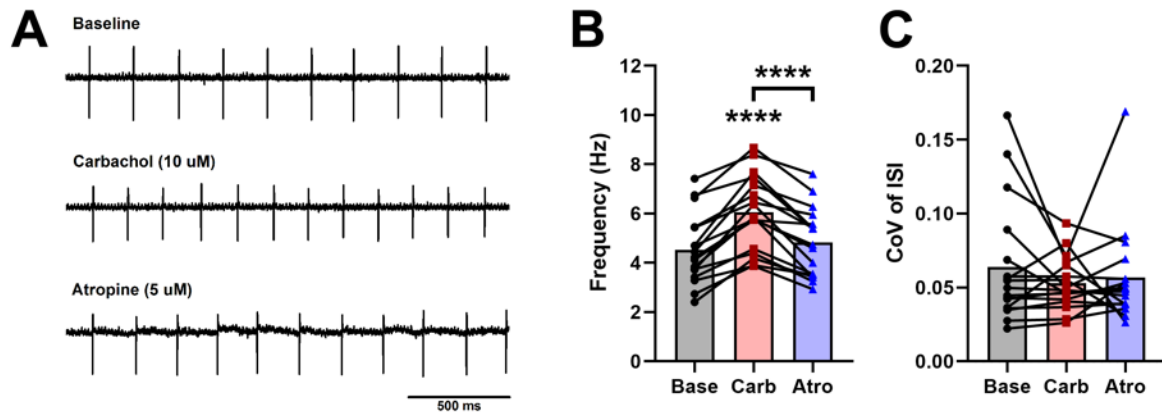 A
Baseline
Carbachol (10 uM)
Atropine (5 uM)
500 ms
B
Frequency (Hz)
12
10
8
6
4
2
0
****
****
Base Carb Atro
C
CoV of ISI
0.20
0.15
0.10
0.05
0.00
Base Carb Atro